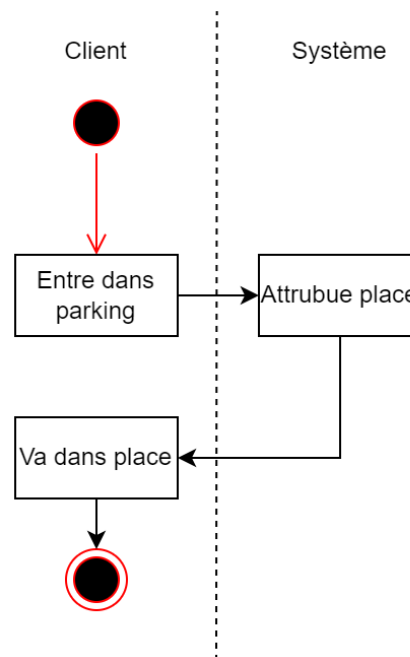 Client
Système
Entre dans
parking
Attrubue place
Va dans place